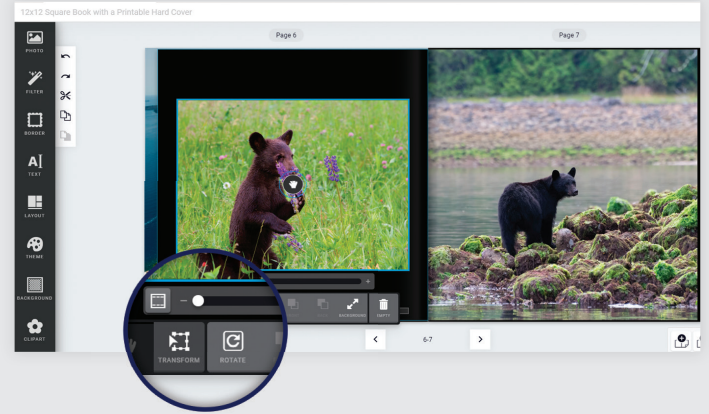 12x12 Square Book with a Printable Hard Cover
Page 6
Page 7
PHOTO
FILTER
BORDER
TEXT
LAYOUT
THEME
BACKGROUND
CLIPART
BACKGROUND
EMPTY
TRANSFORM
ROTATE
6-7